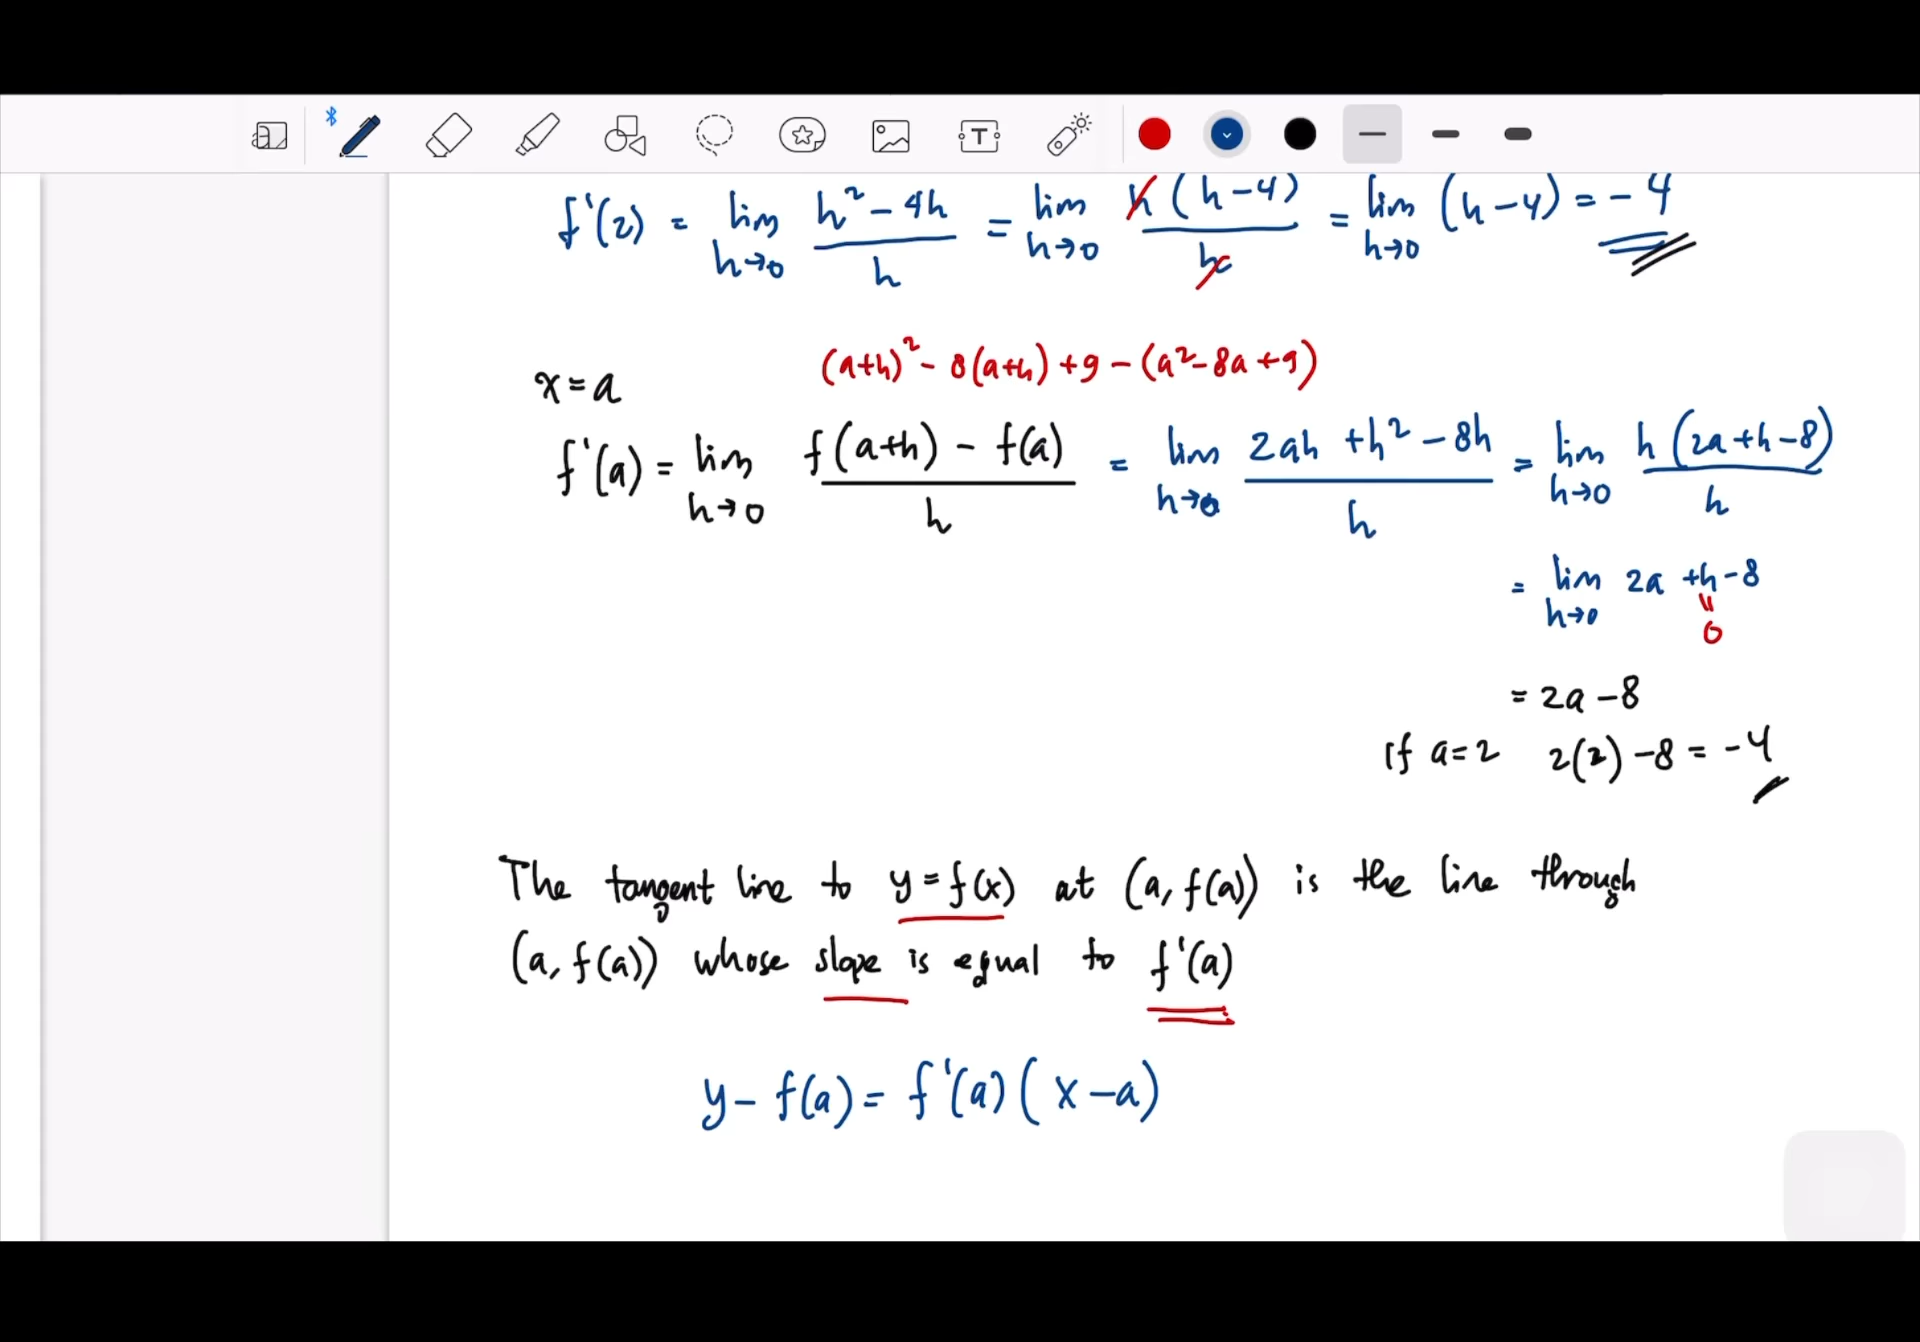 f'(2) = lim h→0 (h² - 4h)/h = lim h→0 h(h-4)/h = lim h→0 (h-4) = -4
(a+h)² - 8(a+h) + 9 - (a² - 8a + 9)
x = a
f'(a) = lim h→0 (f(a+h) - f(a))/h = lim h→0 (2ah + h² - 8h)/h = lim h→0 h(2a+h-8)/h
= lim h→0 2a + h - 8
0
= 2a - 8
If a = 2 2(2) - 8 = -4
The tangent line to y = f(x) at (a, f(a)) is the line through
(a, f(a)) whose slope is equal to f'(a)
y - f(a) = f'(a)(x - a)